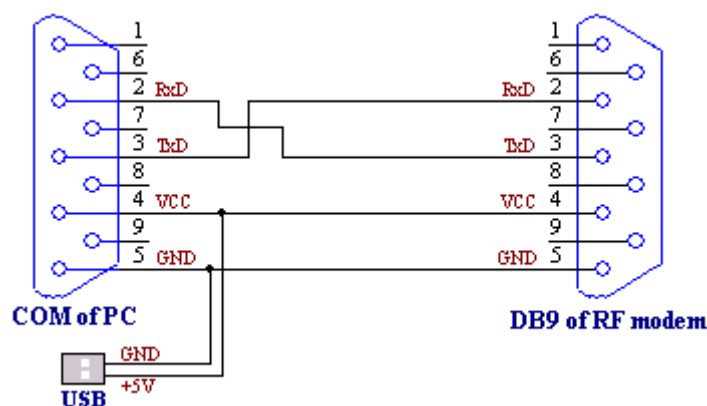 1 1
6 6
2 RxD RxD 2
7 7
3 TxD TxD 3
8 8
4 VCC VCC 4
9 9
5 GND GND 5
COM of PC
DB9 of RF modem
GND
+5V
USB